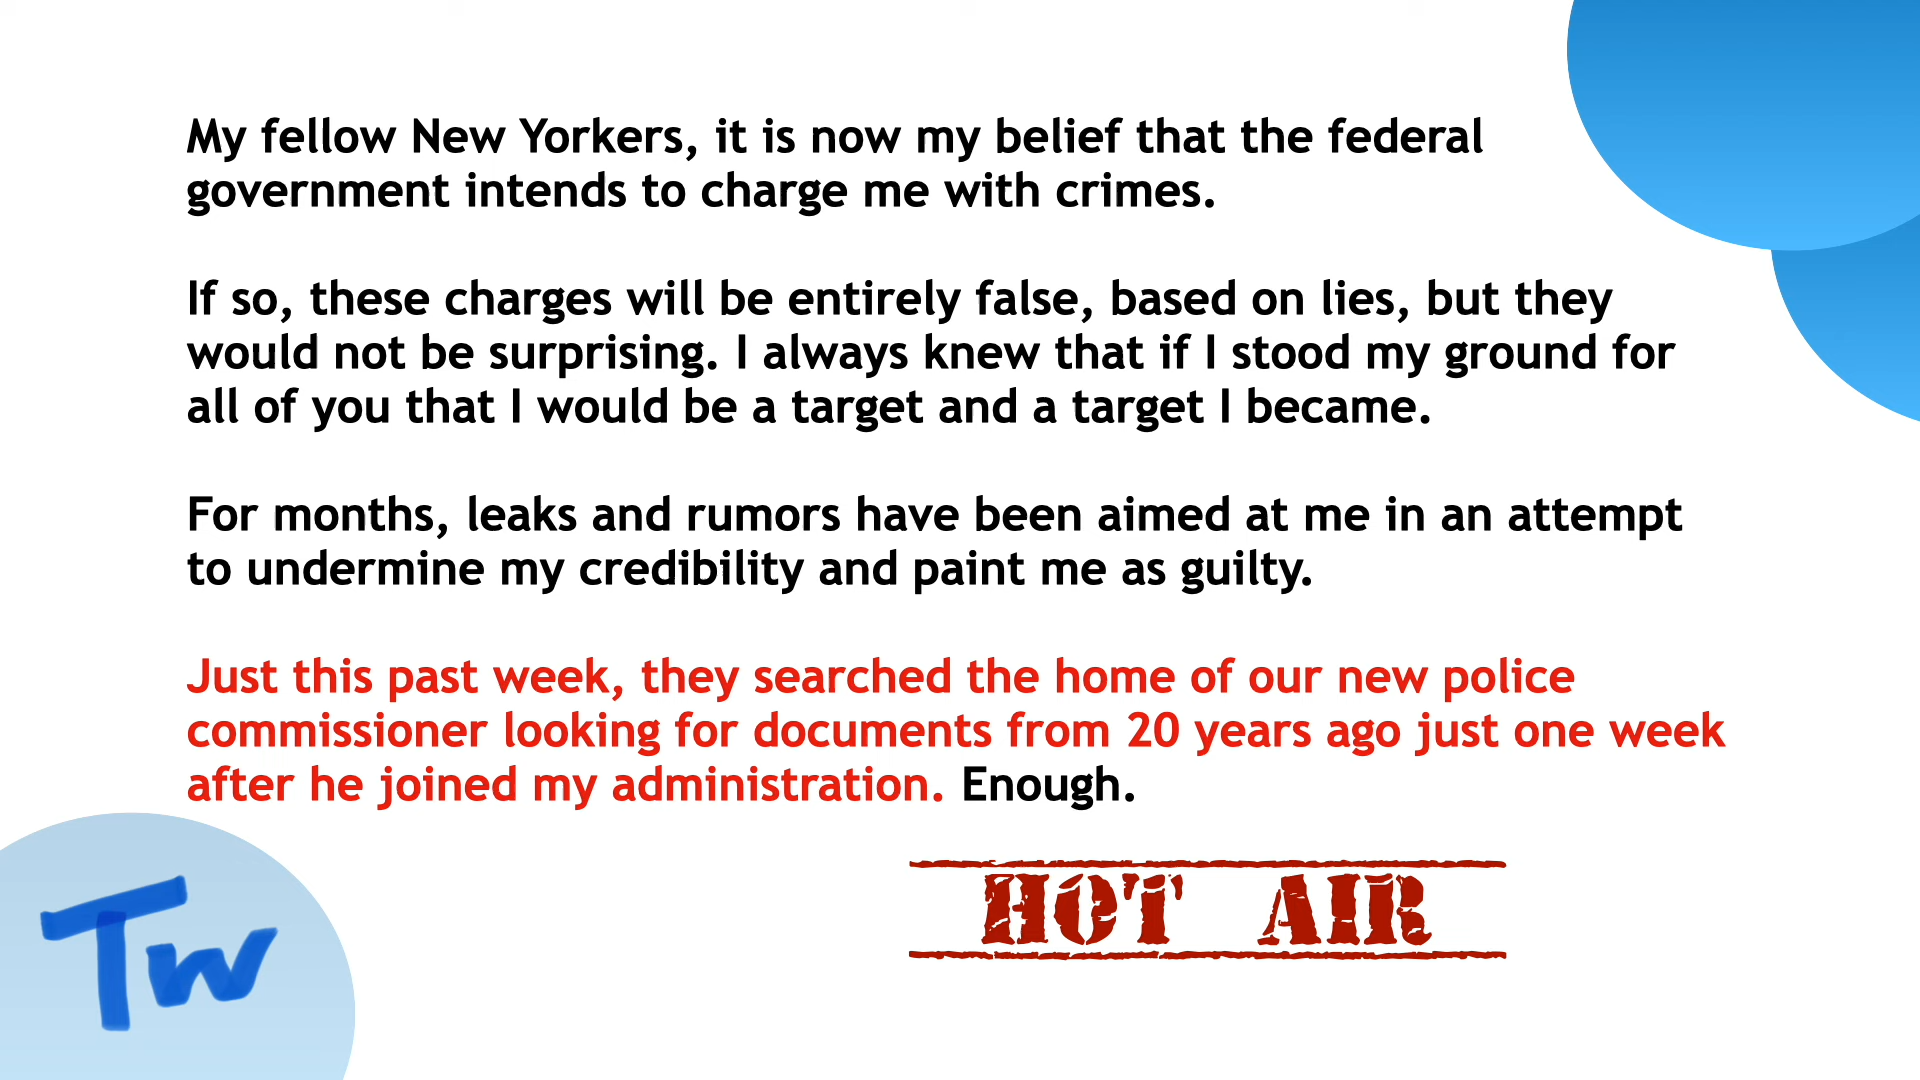 My fellow New Yorkers, it is now my belief that the federal
government intends to charge me with crimes.
If so, these charges will be entirely false, based on lies, but they
would not be surprising. I always knew that if I stood my ground for
all of you that I would be a target and a target I became.
For months, leaks and rumors have been aimed at me in an attempt
to undermine my credibility and paint me as guilty.
Just this past week, they searched the home of our new police
commissioner looking for documents from 20 years ago just one week
after he joined my administration. Enough.
HOT AIR
Tw